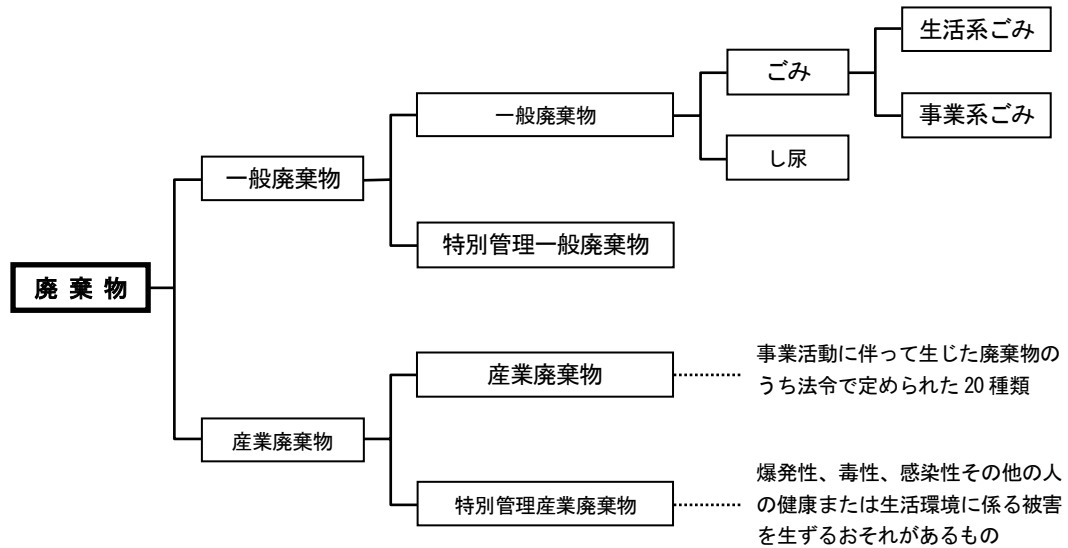 生活系ごみ
ごみ
事業系ごみ
一般廃棄物
し尿
一般廃棄物
特別管理一般廃棄物
廃 棄 物
産業廃棄物
事業活動に伴って生じた廃棄物の
うち法令で定められた 20 種類
産業廃棄物
特別管理産業廃棄物
爆発性、毒性、感染性その他の人
の健康または生活環境に係る被害
を生ずるおそれがあるもの